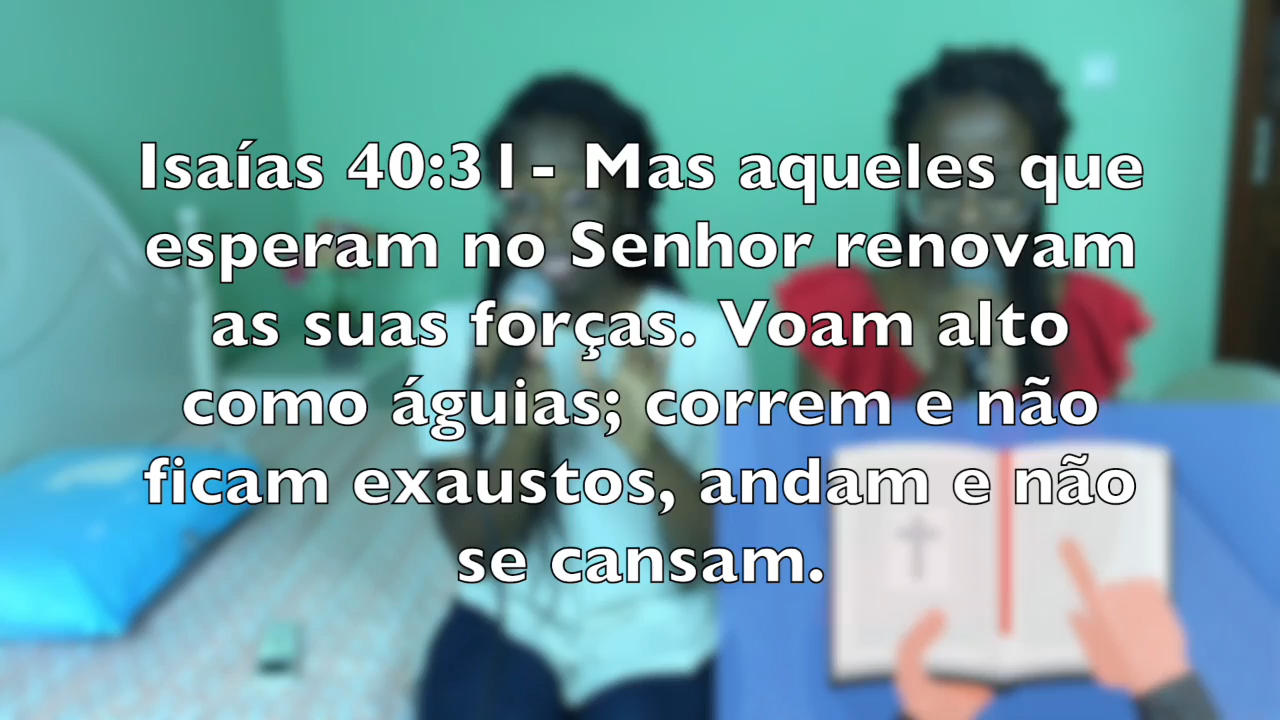 Isaías 40:31- Mas aqueles que
esperam no Senhor renovam
as suas forças. Voam alto
como águias; correm e não
ficam exaustos, andam e não
se cansam.